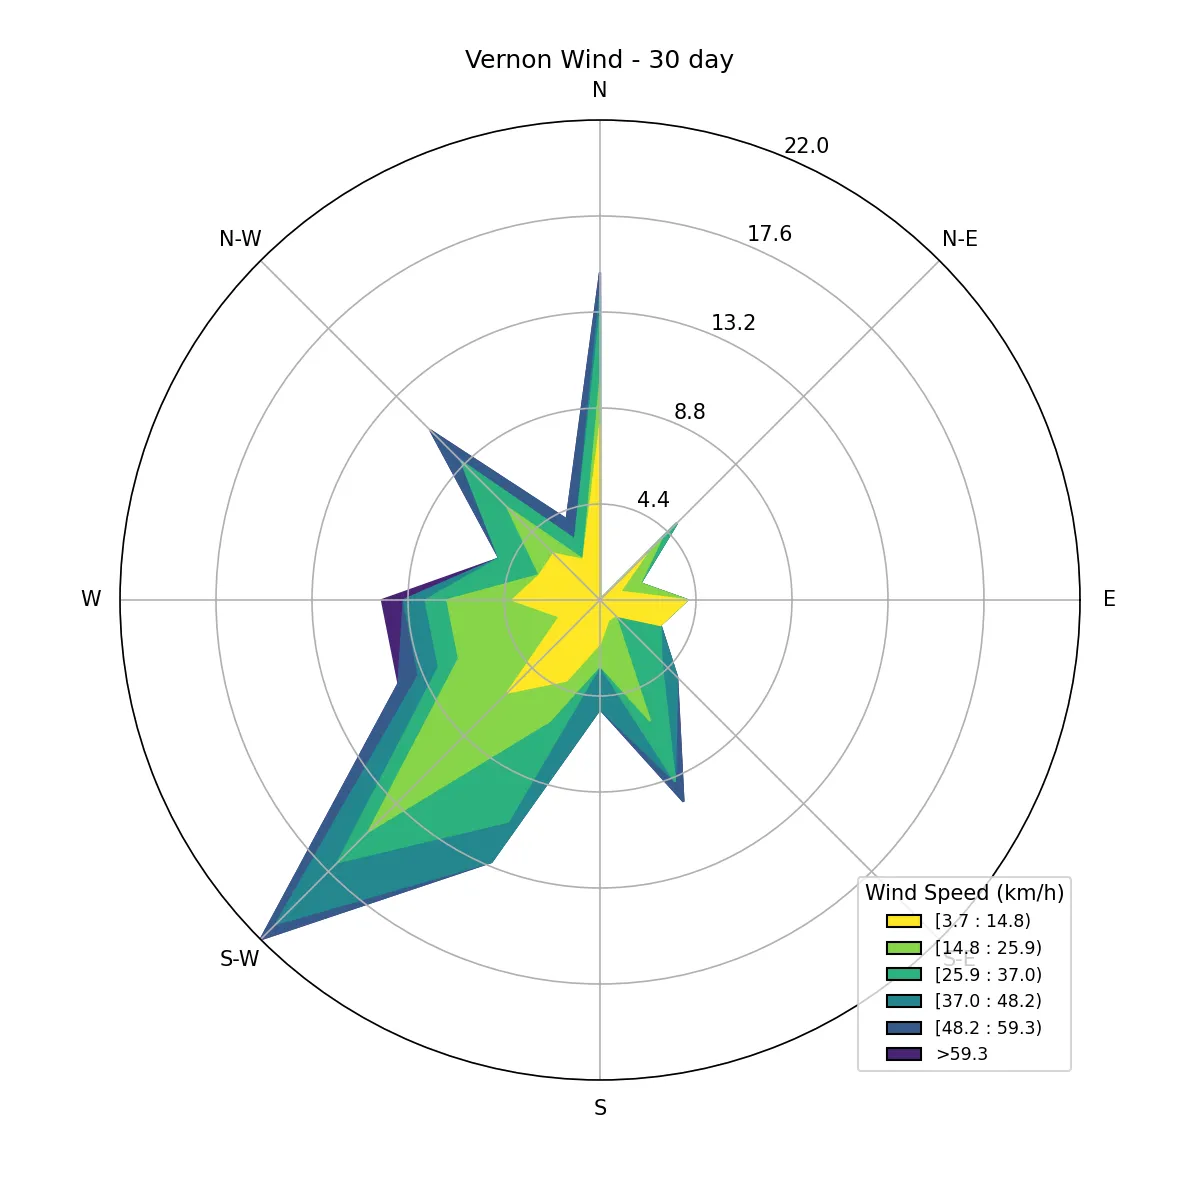 Vernon Wind - 30 day
N
22.0
N-W
17.6
N-E
13.2
8.8
4.4
W
E
Wind Speed (km/h)
[3.7 : 14.8)
[14.8 : 25.9)
S-W
S-E
[25.9 : 37.0)
[37.0 : 48.2)
[48.2 : 59.3)
>59.3
S